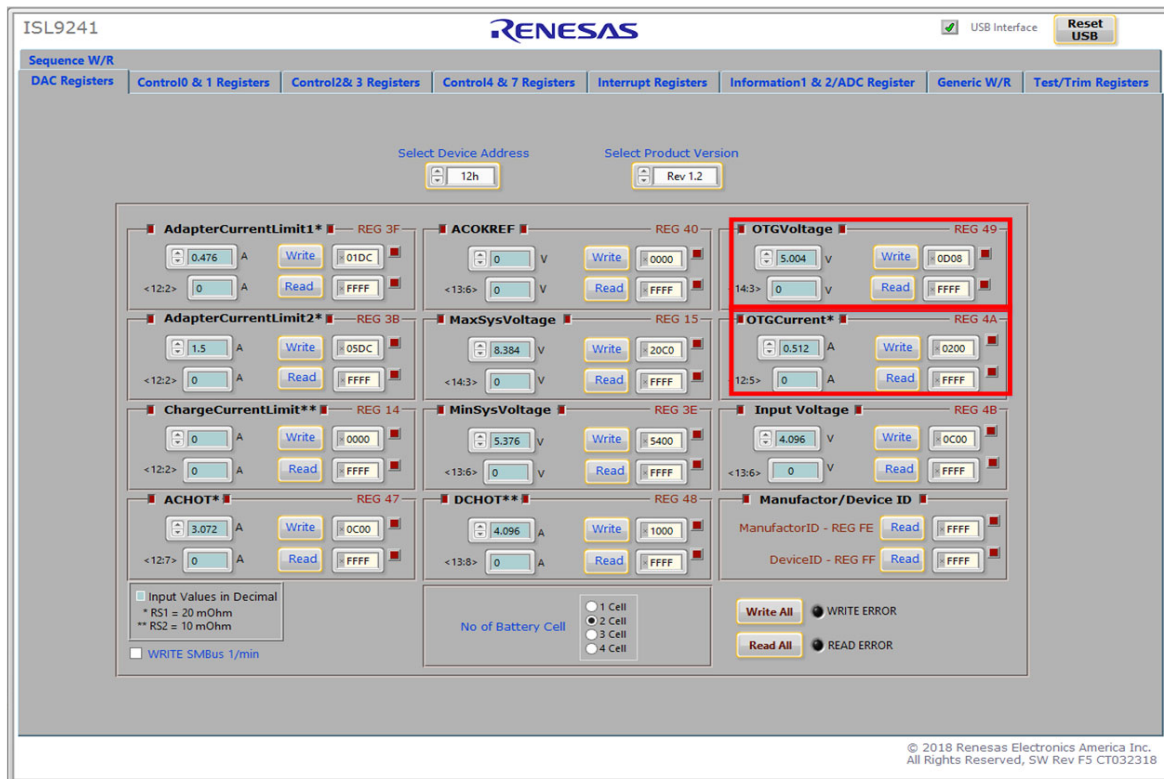 ISL9241
RENESAS
USB Interface
Reset USB
Sequence W/R
DAC Registers
Control0 & 1 Registers
Control2& 3 Registers
Control4 & 7 Registers
Interrupt Registers
Information1 & 2/ADC Register
Generic W/R
Test/Trim Registers
Select Device Address
12h
Select Product Version
Rev 1.2
AdapterCurrentLimit1* REG 3F
0.476 A Write 01DC
<12:2> 0 A Read FFFF
AdapterCurrentLimit2* REG 3B
1.5 A Write 05DC
<12:2> 0 A Read FFFF
ChargeCurrentLimit** REG 14
0 A Write 0000
<12:2> 0 A Read FFFF
ACHOT* REG 47
3.072 A Write 0C00
<12:7> 0 A Read FFFF
ACOKREF REG 40
0 V Write 0000
<13:6> 0 V Read FFFF
MaxSysVoltage REG 15
8.384 V Write 20C0
<14:3> 0 V Read FFFF
MinSysVoltage REG 3E
5.376 V Write 5400
<13:6> 0 V Read FFFF
DCHOT** REG 48
4.096 A Write 1000
<13:8> 0 A Read FFFF
OTGVoltage REG 49
5.004 V Write 0D08
14:3> 0 V Read FFFF
OTGCurrent* REG 4A
0.512 A Write 0200
12:5> 0 A Read FFFF
Input Voltage REG 4B
4.096 V Write 0C00
<13:6> 0 V Read FFFF
Manufactor/Device ID
ManufactorID - REG FE Read FFFF
DeviceID - REG FF Read FFFF
Input Values in Decimal
* RS1 = 20 mOhm
** RS2 = 10 mOhm
WRITE SMBus 1/min
No of Battery Cell
1 Cell
2 Cell
3 Cell
4 Cell
Write All WRITE ERROR
Read All READ ERROR
© 2018 Renesas Electronics America Inc.
All Rights Reserved, SW Rev F5 CT032318